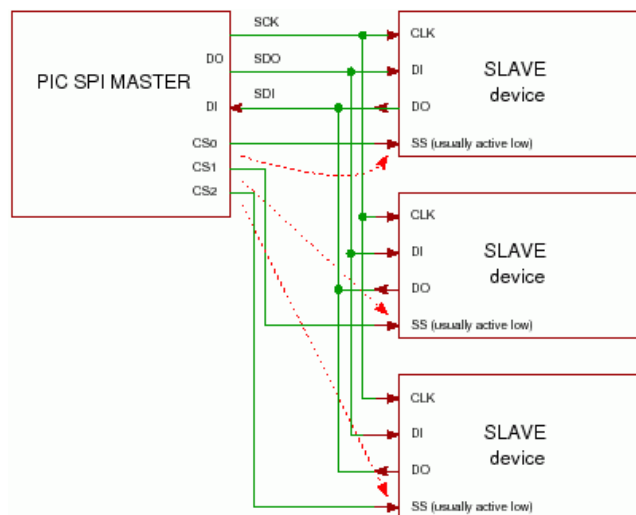 SCK
DO
SDO
PIC SPI MASTER
DI
SDI
CS0
CS1
CS2
CLK
DI
SLAVE
device
DO
SS (usually active low)
CLK
DI
SLAVE
device
DO
SS (usually active low)
CLK
DI
SLAVE
device
DO
SS (usually active low)